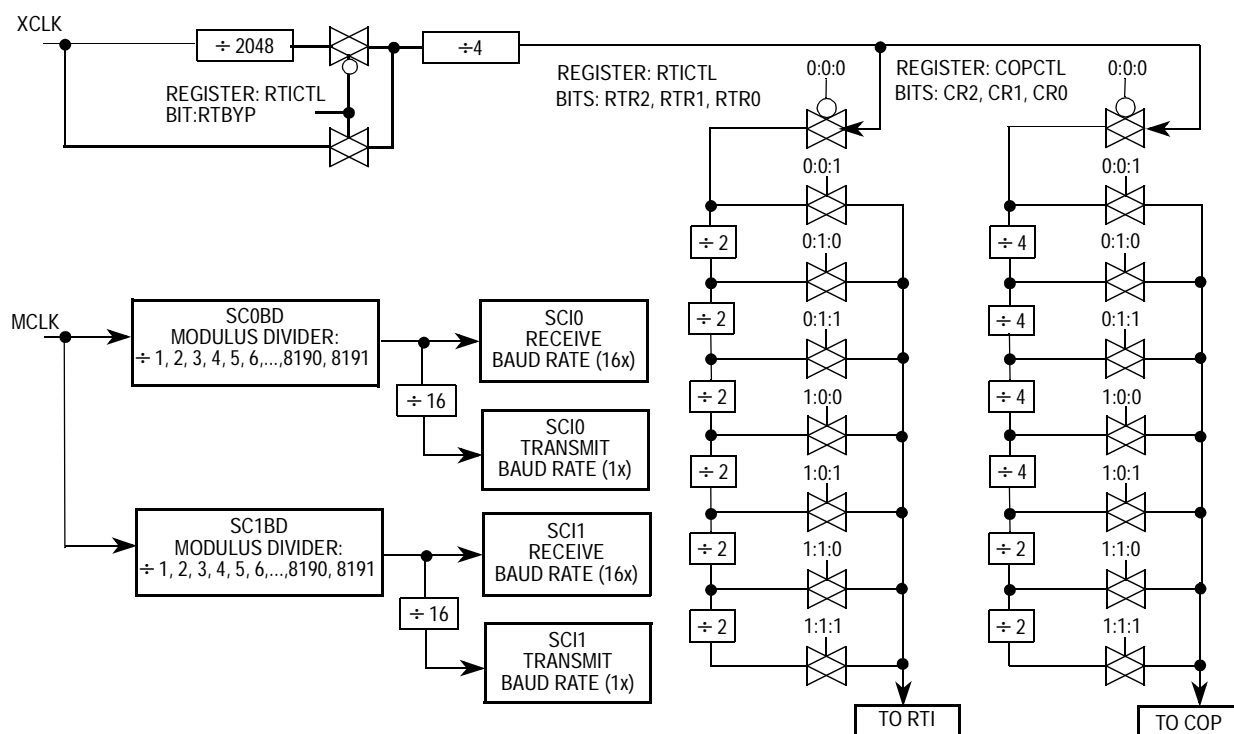 XCLK
÷ 2048
÷4
REGISTER: RTICTL
BIT:RTBYP
REGISTER: RTICTL
BITS: RTR2, RTR1, RTR0
0:0:0
REGISTER: COPCTL
BITS: CR2, CR1, CR0
0:0:0
0:0:1
÷ 2
0:1:0
÷ 2
0:1:1
÷ 2
1:0:0
÷ 2
1:0:1
÷ 2
1:1:0
÷ 2
1:1:1
TO RTI
0:0:1
÷ 4
0:1:0
÷ 4
0:1:1
÷ 4
1:0:0
÷ 4
1:0:1
÷ 2
1:1:0
÷ 2
1:1:1
TO COP
MCLK
SC0BD
MODULUS DIVIDER:
÷ 1, 2, 3, 4, 5, 6,...,8190, 8191
SCI0
RECEIVE
BAUD RATE (16x)
÷ 16
SCI0
TRANSMIT
BAUD RATE (1x)
SC1BD
MODULUS DIVIDER:
÷ 1, 2, 3, 4, 5, 6,...,8190, 8191
SCI1
RECEIVE
BAUD RATE (16x)
÷ 16
SCI1
TRANSMIT
BAUD RATE (1x)